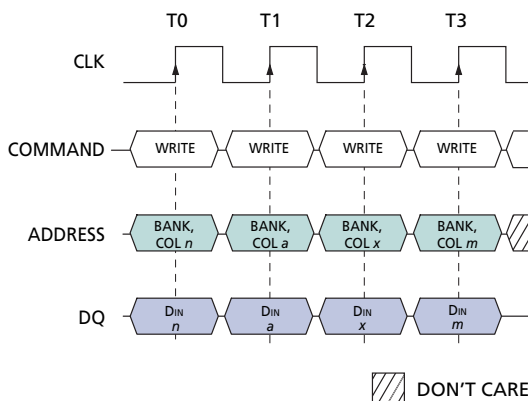 T0 T1 T2 T3
CLK
COMMAND WRITE WRITE WRITE WRITE
ADDRESS BANK, COL n BANK, COL a BANK, COL x BANK, COL m
DQ DIN n DIN a DIN x DIN m
DON'T CARE